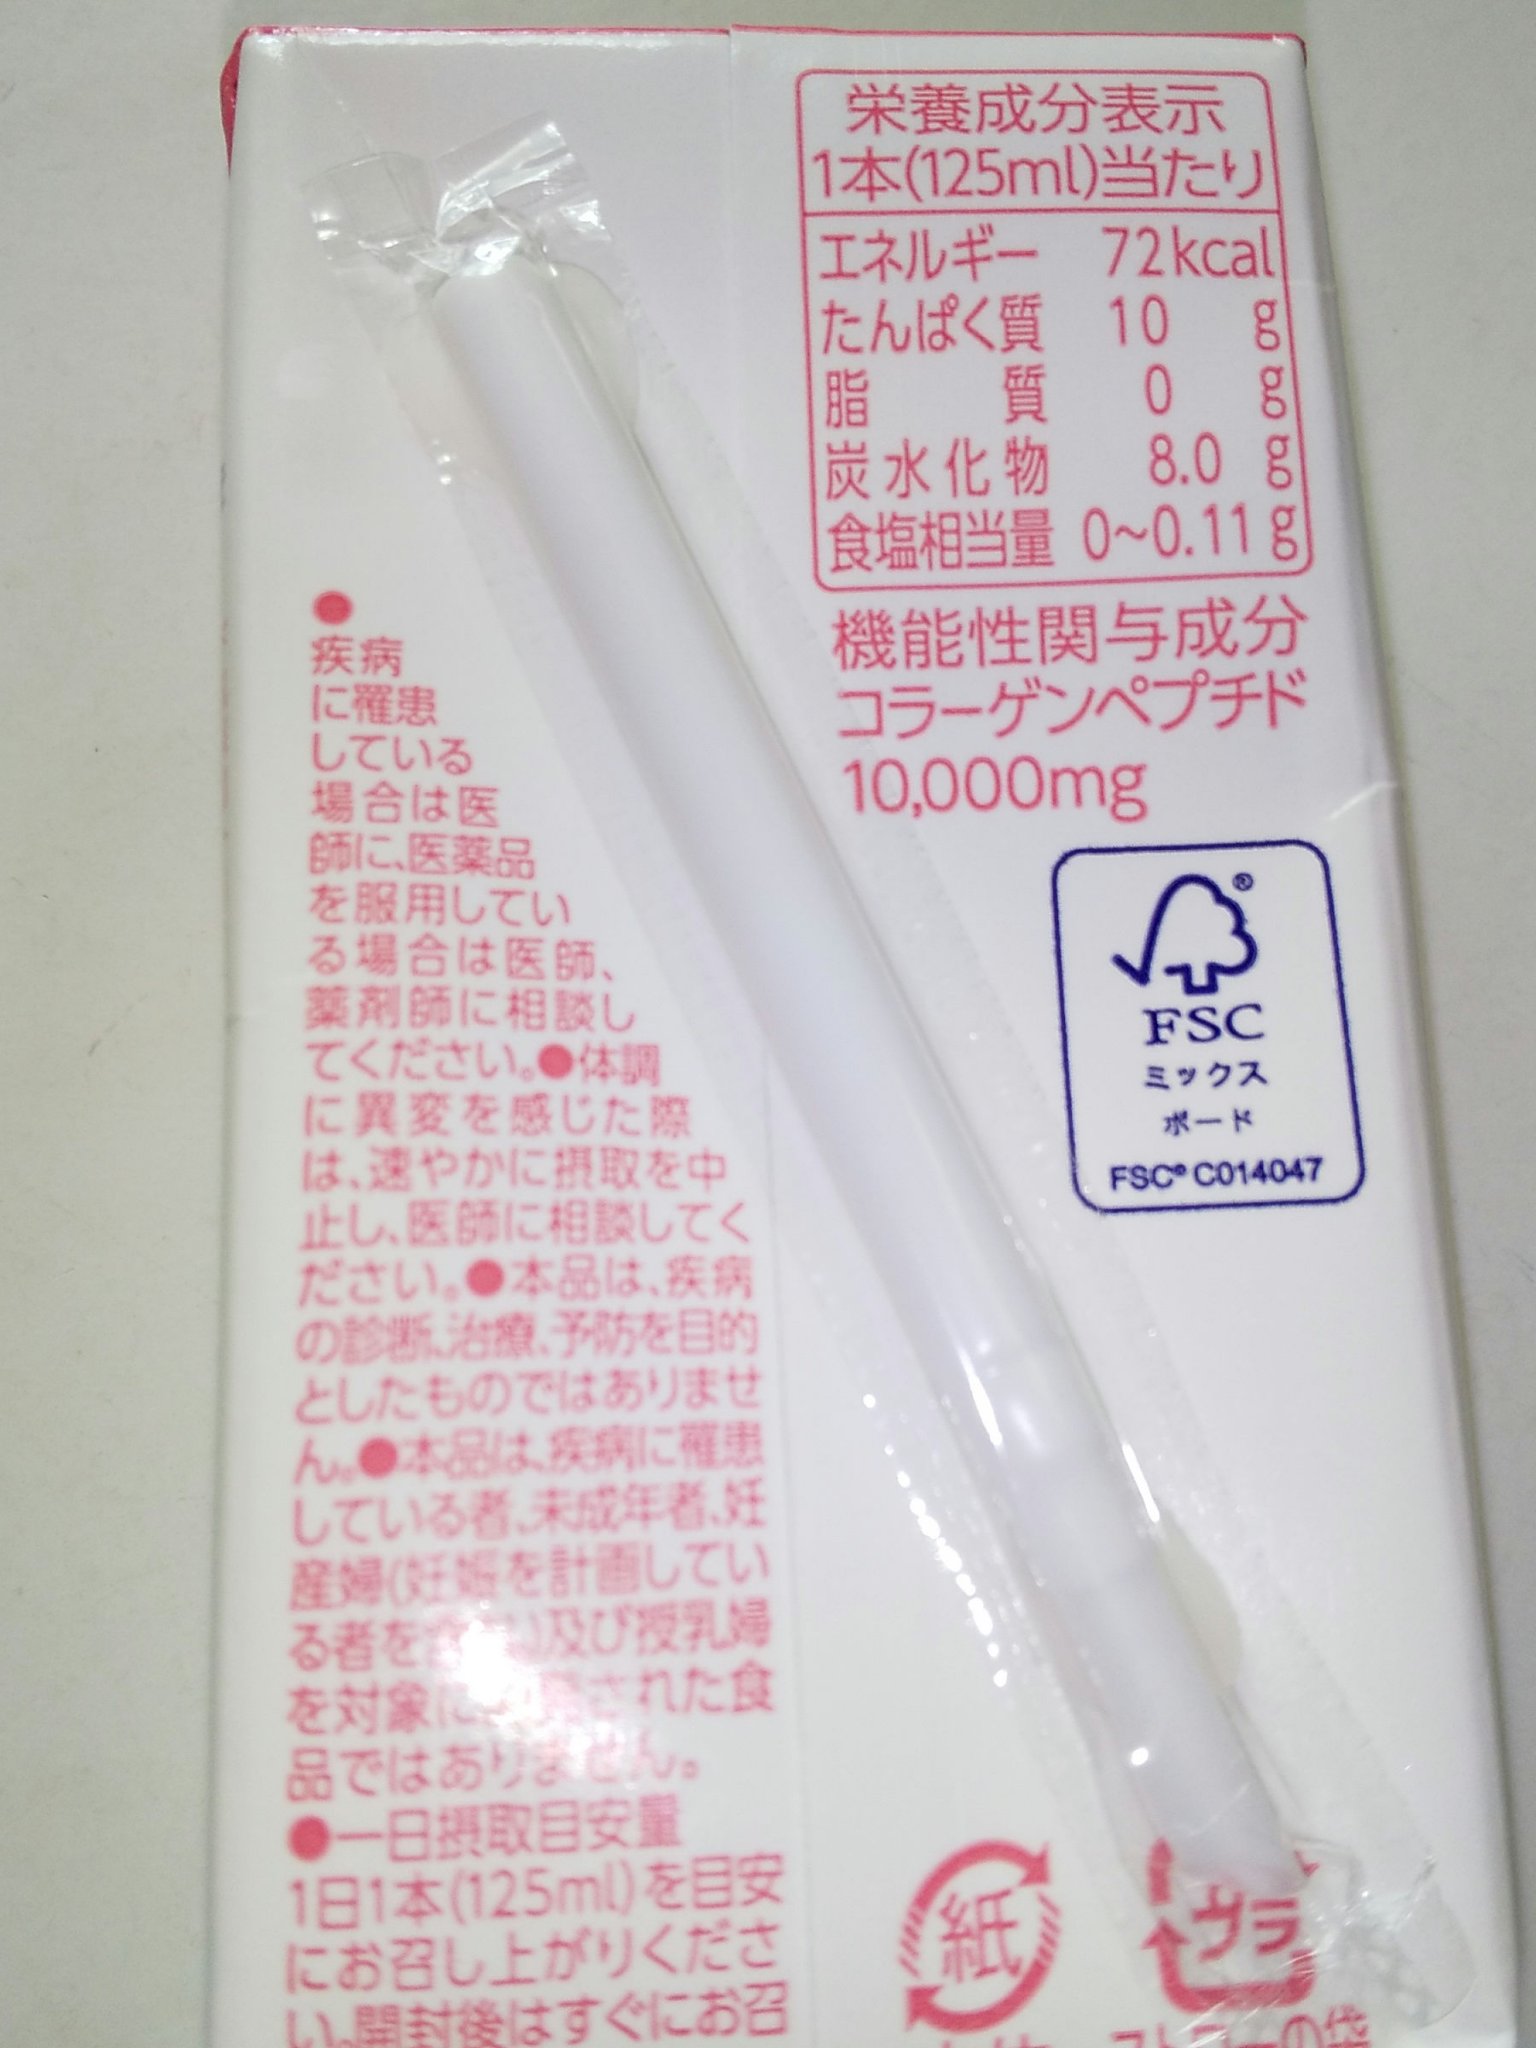 栄養成分表示
1本(125ml)当たり
エネルギー 72kcal
たんぱく質 10 g
脂質 0 g
炭水化物 8.0 g
食塩相当量 0~0.11 g
機能性関与成分
コラーゲンペプチド
10,000mg
FSC®
ミックス
ボード
FSC® C014047
●
疾病
に罹患
している
場合は医
師に、医薬品
を服用してい
る場合は医師、
薬剤師に相談し
てください。●体調
に異変を感じた際
は、速やかに摂取を中
止し、医師に相談してく
ださい。●本品は、疾病
の診断、治療、予防を目的
としたものではありませ
ん。●本品は、疾病に罹患
している者、未成年者、妊
産婦(妊娠を計画してい
る者を)及び授乳婦
を対象にされた食
品ではありません。
●一日摂取目安量
1日1本(125ml)を目安
にお召し上がりくださ
い。開封後はすぐにお召
紙
プラ